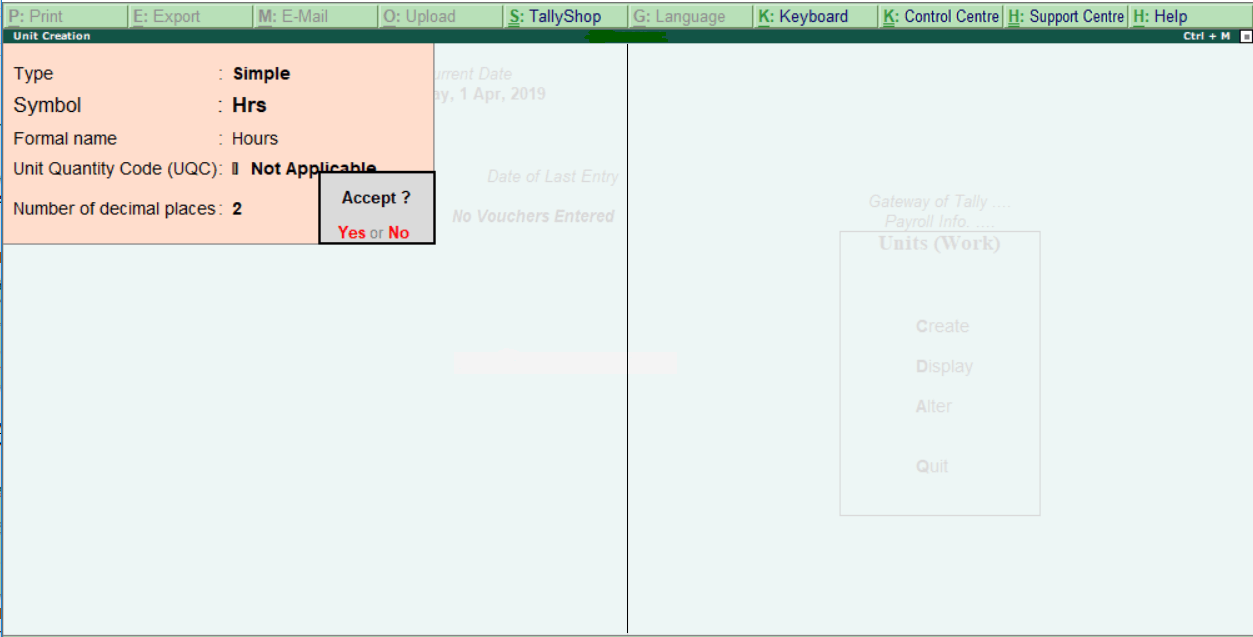 P: Print E: Export M: E-Mail O: Upload S: TallyShop G: Language K: Keyboard K: Control Centre H: Support Centre H: Help
Unit Creation Ctrl + M
Type : Simple
Symbol : Hrs
Formal name : Hours
Unit Quantity Code (UQC): Not Applicable
Number of decimal places : 2
Accept ?
Yes or No
urrent Date
ay, 1 Apr, 2019
Date of Last Entry
No Vouchers Entered
Gateway of Tally ....
Payroll Info. ....
Units (Work)
Create
Display
Alter
Quit